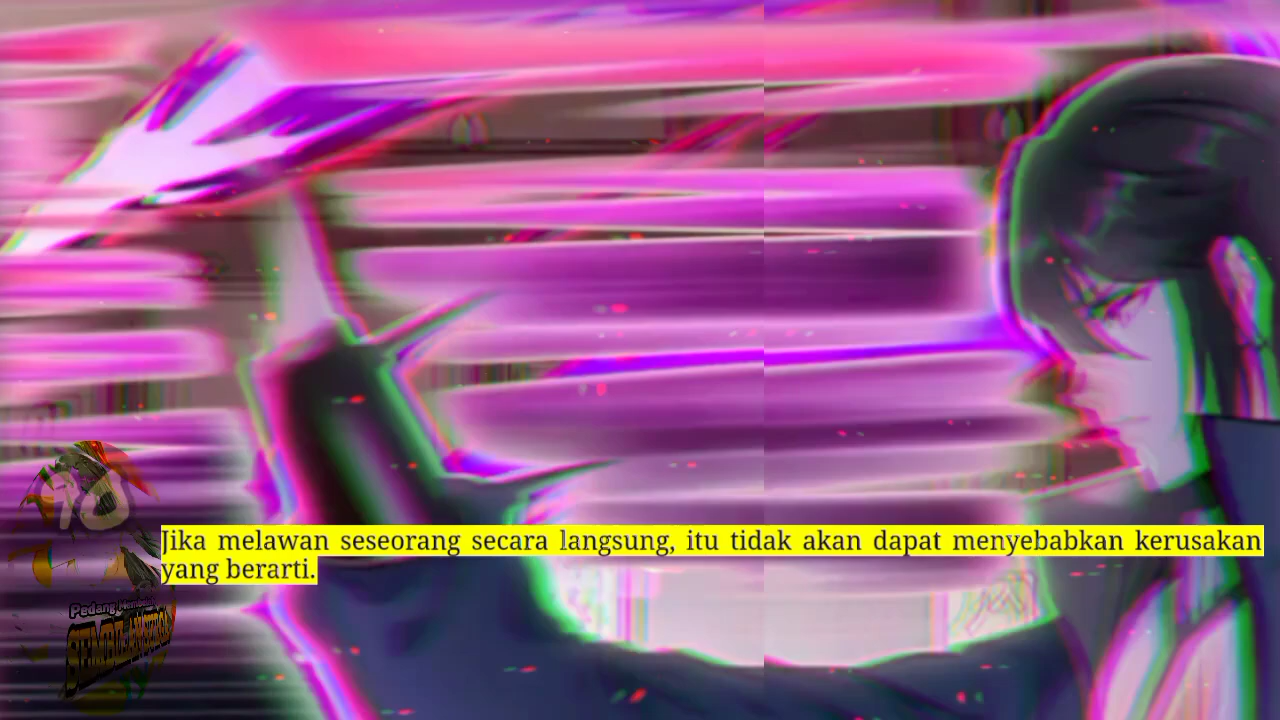 Jika melawan seseorang secara langsung, itu tidak akan dapat menyebabkan kerusakan
yang berarti.
Pedang